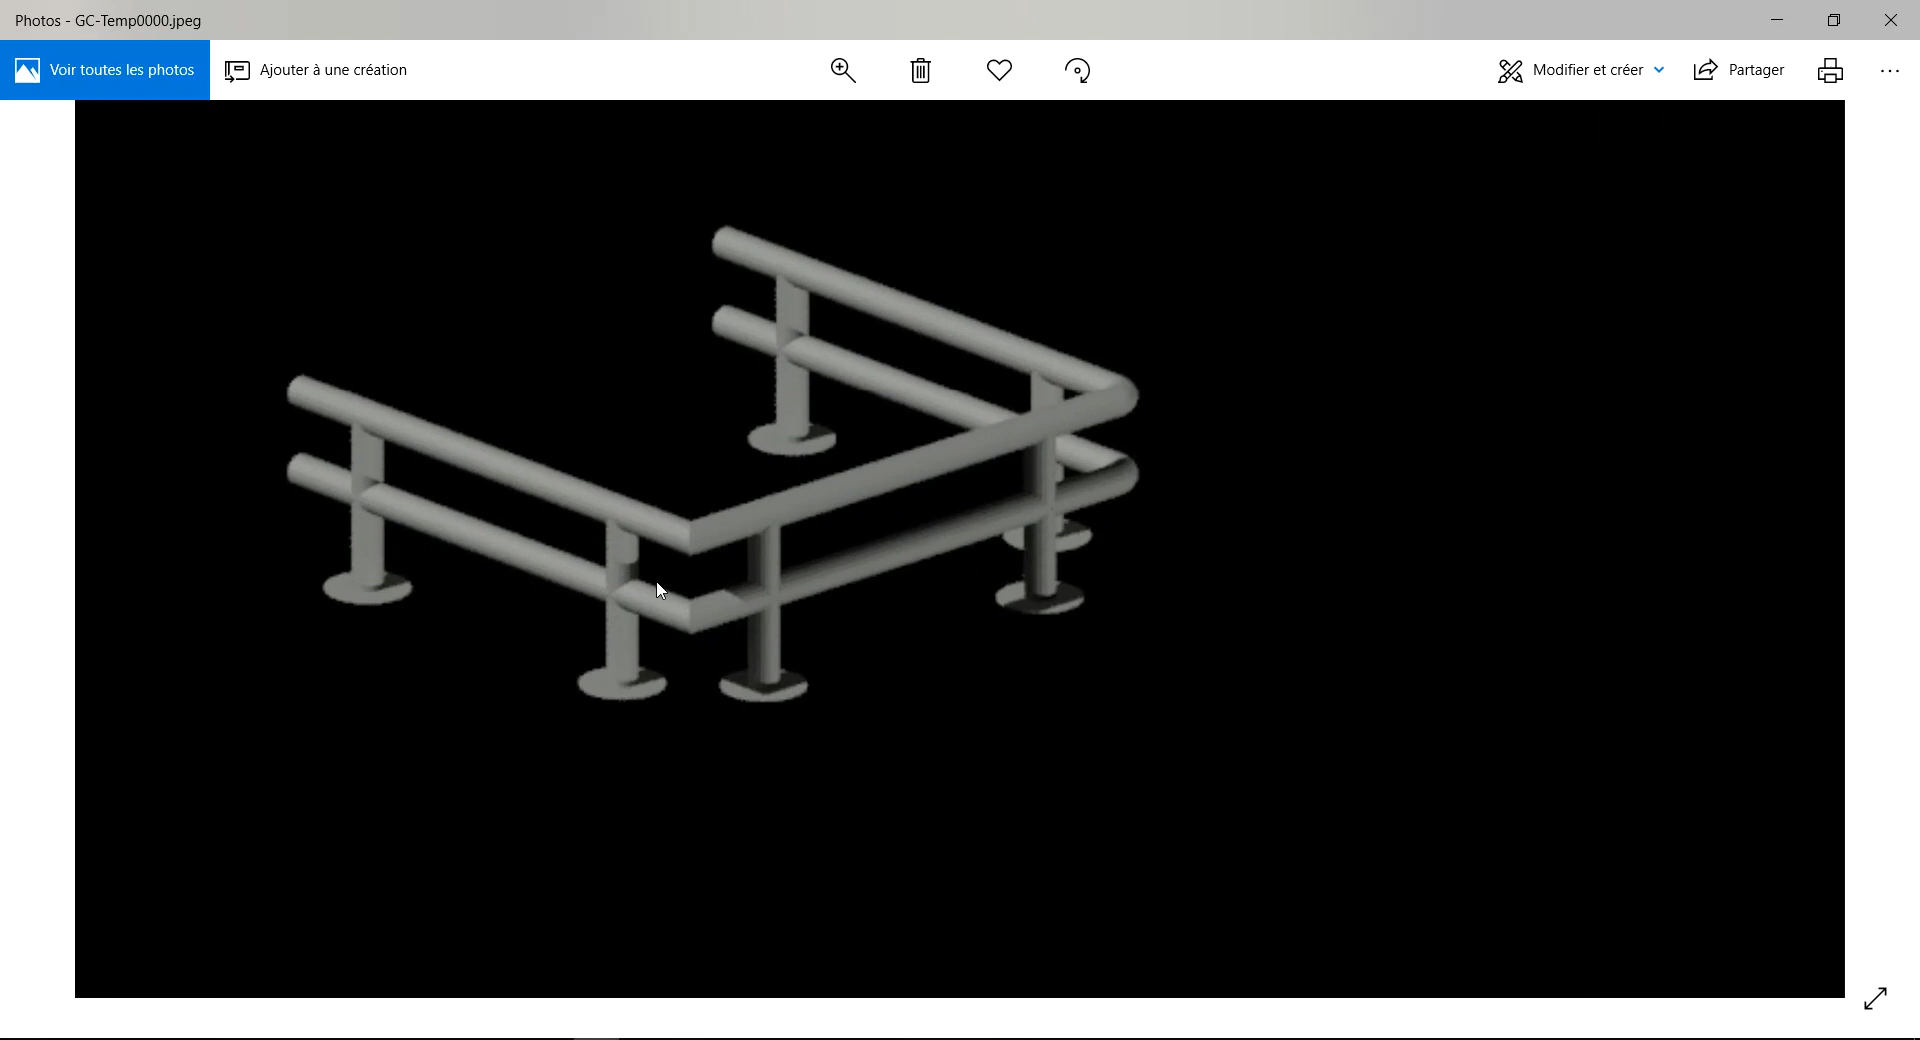 Photos - GC-Temp0000.jpeg
Voir toutes les photos
Ajouter à une création
Modifier et créer
Partager